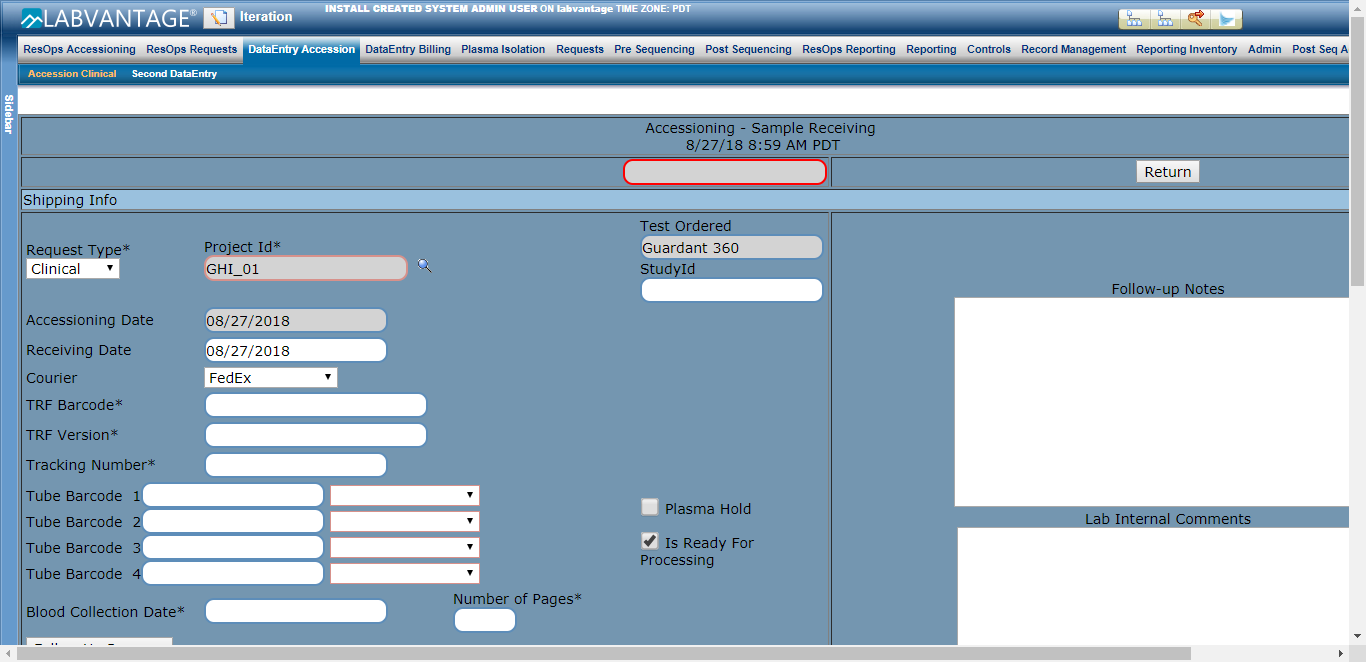 LABVANTAGE®
Iteration
INSTALL CREATED SYSTEM ADMIN USER ON labvantage TIME ZONE: PDT
ResOps Accessioning ResOps Requests DataEntry Accession DataEntry Billing Plasma Isolation Requests Pre Sequencing Post Sequencing ResOps Reporting Reporting Controls Record Management Reporting Inventory Admin Post Seq A
Accession Clinical Second DataEntry
Sidebar
Accessioning - Sample Receiving
8/27/18 8:59 AM PDT
Return
Shipping Info
Test Ordered
Request Type* Project Id* Guardant 360
Clinical GHI_01 StudyId
Follow-up Notes
Accessioning Date 08/27/2018
Receiving Date 08/27/2018
Courier FedEx
TRF Barcode*
TRF Version*
Tracking Number*
Tube Barcode 1
Plasma Hold
Lab Internal Comments
Tube Barcode 2
Tube Barcode 3 Is Ready For
Processing
Tube Barcode 4
Number of Pages*
Blood Collection Date*